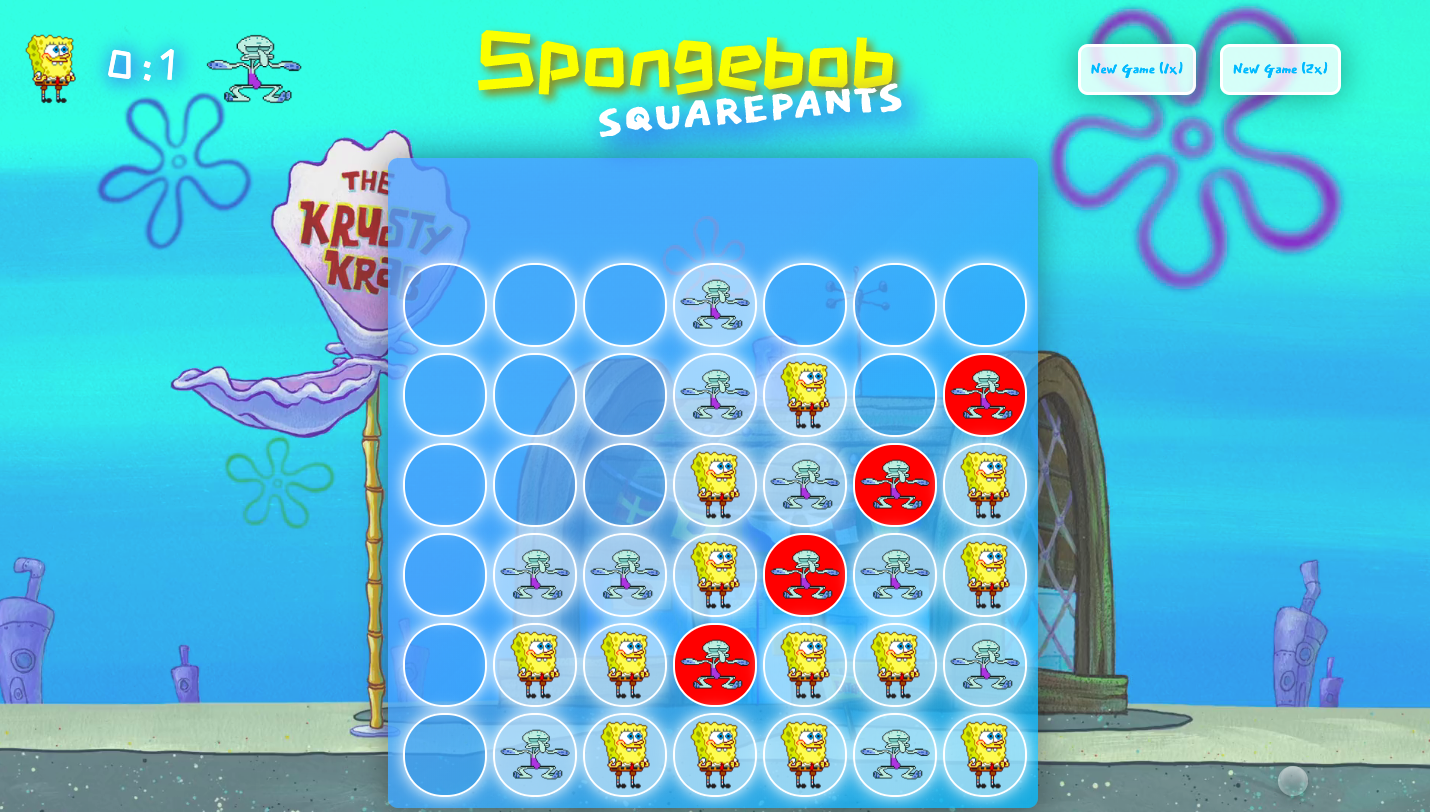 0:1
Spongebob
SQUAREPANTS
New Game (1x)
New Game (2x)
THE
KRUSTY
KRAB